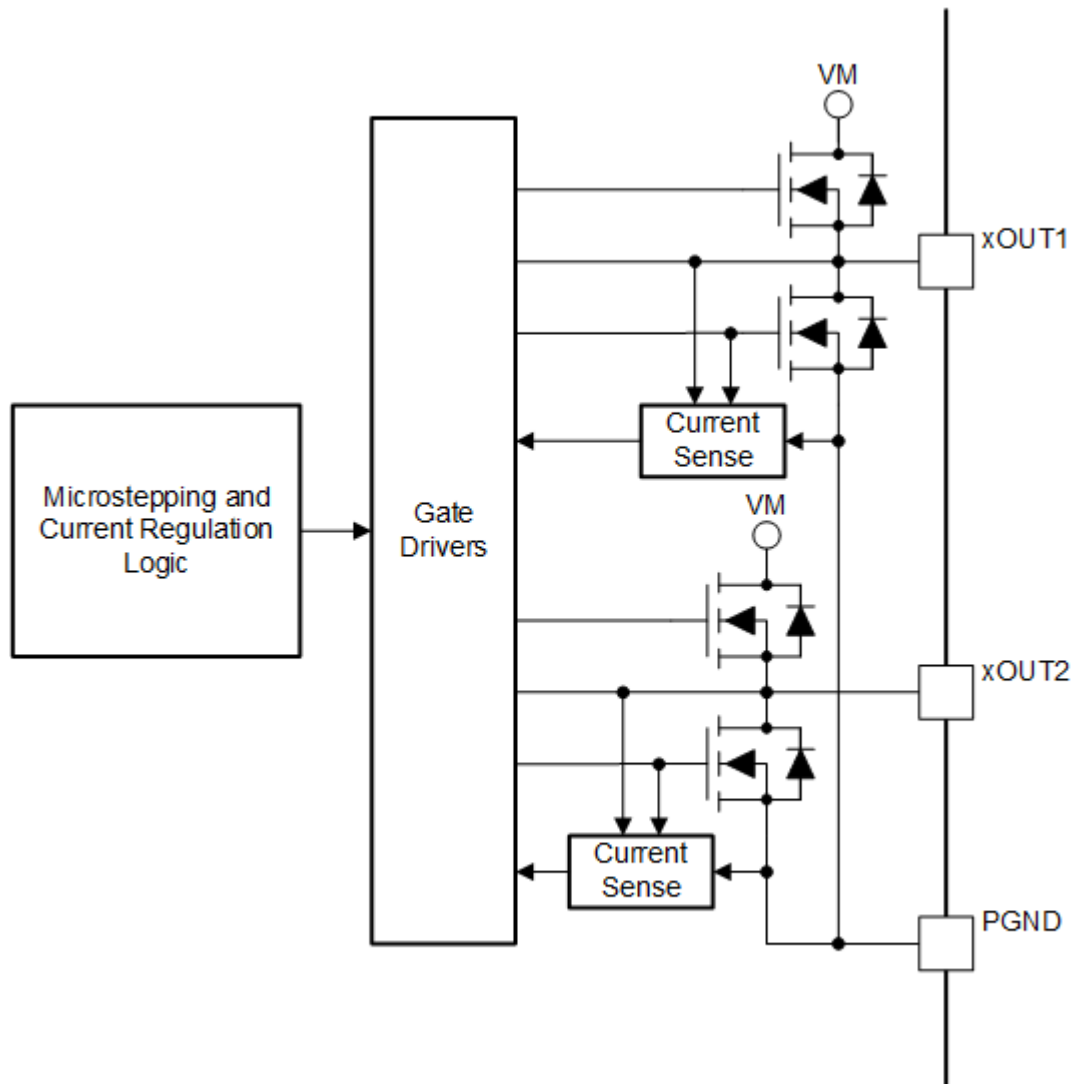 VM
xOUT1
Current
Sense
Microstepping and
Current Regulation
Logic
Gate
Drivers
VM
xOUT2
Current
Sense
PGND